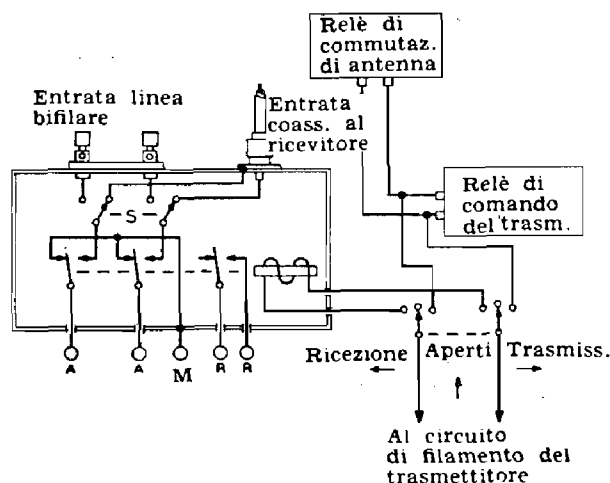 Relè di
commutaz.
di antenna
Entrata linea
bifilare
Entrata
coass. al
ricevitore
Relè di
comando
del trasm.
S
A
A
M
R
R
Ricezione
Aperti
Trasmiss.
Al circuito
di filamento del
trasmettitore